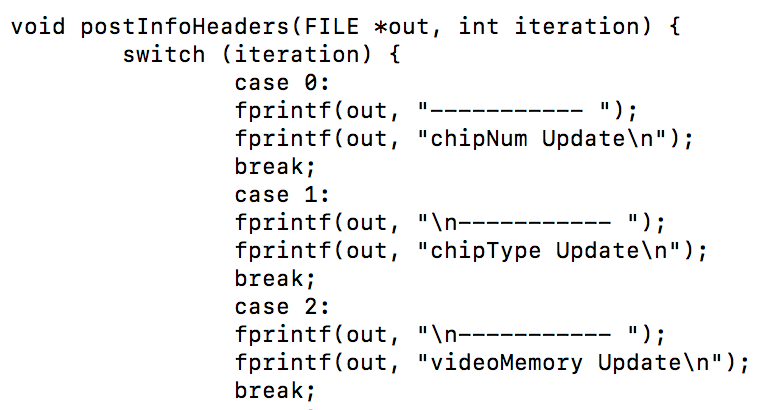 void postInfoHeaders(FILE *out, int iteration) {
switch (iteration) {
case 0:
fprintf(out, "----------- ");
fprintf(out, "chipNum Update\n");
break;
case 1:
fprintf(out, "\n----------- ");
fprintf(out, "chipType Update\n");
break;
case 2:
fprintf(out, "\n----------- ");
fprintf(out, "videoMemory Update\n");
break;